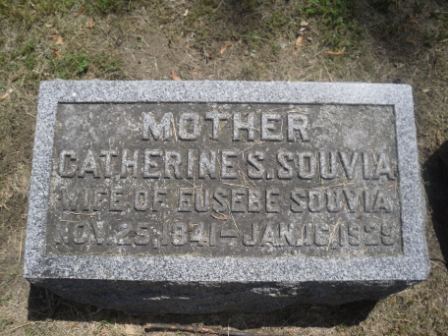 MOTHER
CATHERINE S. SOUVIA
WIFE OF EUSEBE SOUVIA
NOV. 25, 1841 – JAN. 16, 1929